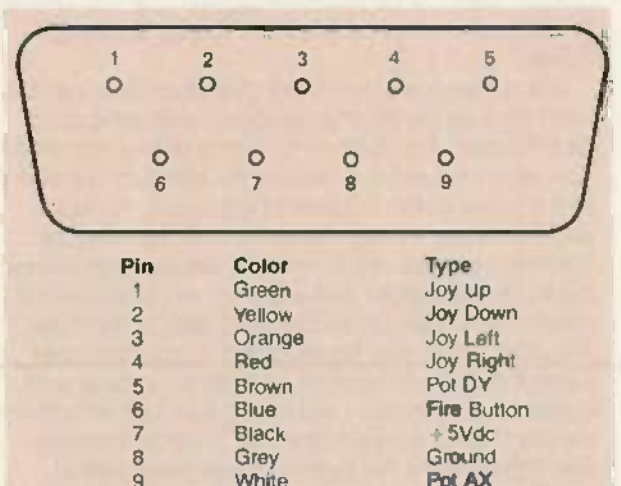 1 2 3 4 5
6 7 8 9
Pin Color Type
1 Green Joy Up
2 Yellow Joy Down
3 Orange Joy Left
4 Red Joy Right
5 Brown Pot DY
6 Blue Fire Button
7 Black +5Vdc
8 Grey Ground
9 White Pot AX